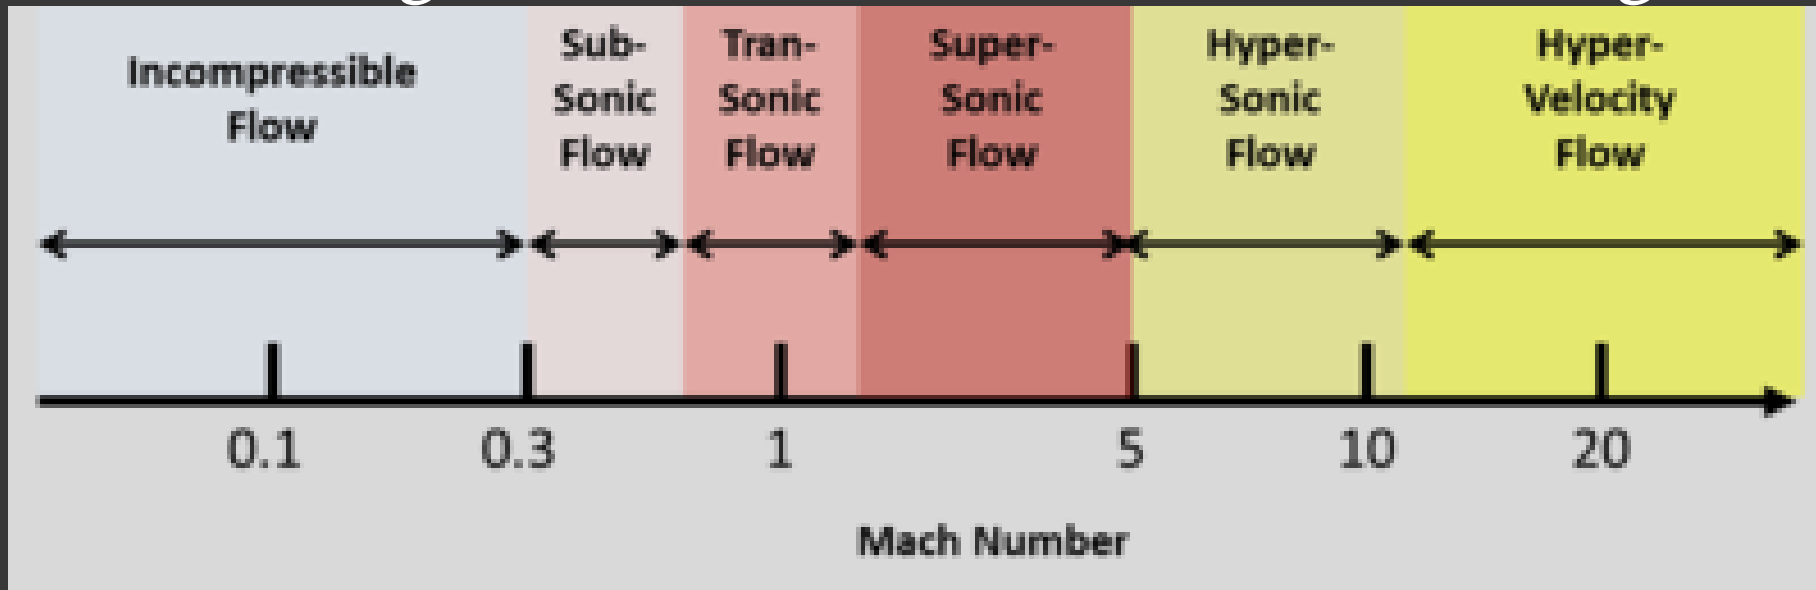 Incompressible
Flow
Sub-
Sonic
Flow
Tran-
Sonic
Flow
Super-
Sonic
Flow
Hyper-
Sonic
Flow
Hyper-
Velocity
Flow
0.1 0.3 1 5 10 20
Mach Number